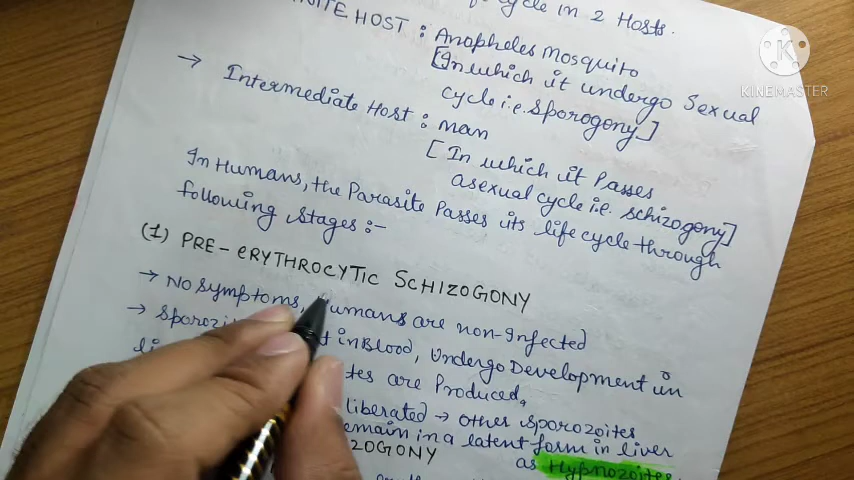 cycle in 2 Hosts.
HOST : Anopheles Mosquito
[In which it undergo Sexual
cycle i.e. Sporogony]
→ Intermediate Host : man
[In which it Passes
asexual cycle i.e. schizogony]
In Humans, the Parasite Passes its life cycle through
following stages :-
(1) PRE-ERYTHROCYTIC SCHIZOGONY
→ No symptoms, Humans are non-Infected
→ in Blood, Undergo Development in
are Produced,
liberated → other sporozoites
in a latent form in liver
as Hypnozoites
KINEMASTER